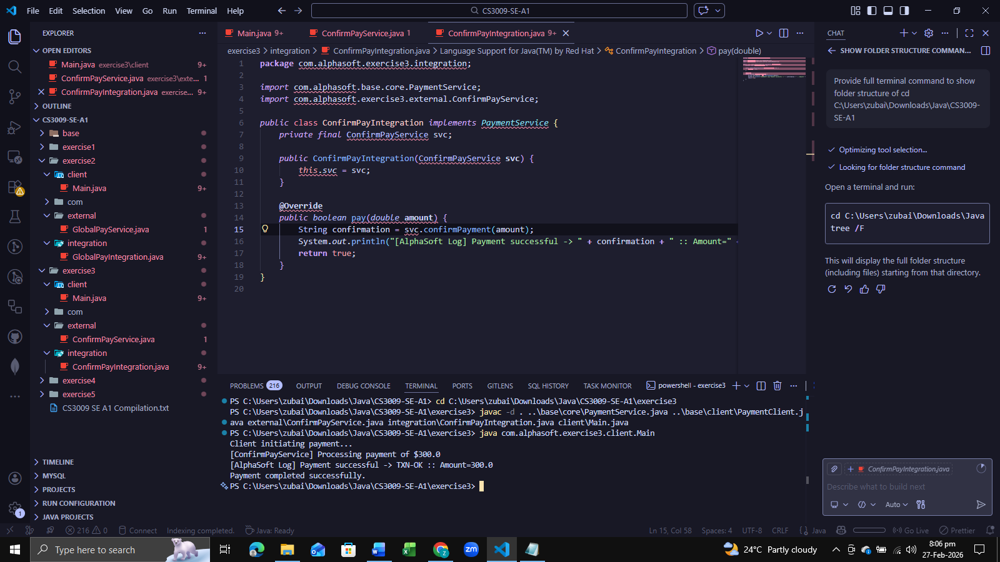 File Edit Selection View Go Run Terminal Help
CS3009-SE-A1
EXPLORER
OPEN EDITORS
Main.java exercise3\client 9+
ConfirmPayService.java exercise3\exte... 1
ConfirmPayIntegration.java exercise... 9+
OUTLINE
CS3009-SE-A1
base
exercise1
exercise2
client
Main.java 9+
com
external
GlobalPayService.java 1
integration
GlobalPayIntegration.java 9+
exercise3
client
Main.java 9+
com
external
ConfirmPayService.java 1
integration
ConfirmPayIntegration.java 9+
exercise4
exercise5
CS3009 SE A1 Compilation.txt
TIMELINE
MYSQL
PROJECTS
RUN CONFIGURATION
JAVA PROJECTS
Main.java 9+ ConfirmPayService.java 1 ConfirmPayIntegration.java 9+
exercise3 > integration > ConfirmPayIntegration.java > Language Support for Java(TM) by Red Hat > ConfirmPayIntegration > pay(double)
1 package com.alphasoft.exercise3.integration;
2
3 import com.alphasoft.base.core.PaymentService;
4 import com.alphasoft.exercise3.external.ConfirmPayService;
5
6 public class ConfirmPayIntegration implements PaymentService {
7 private final ConfirmPayService svc;
8
9 public ConfirmPayIntegration(ConfirmPayService svc) {
10 this.svc = svc;
11 }
12
13 @Override
14 public boolean pay(double amount) {
15 String confirmation = svc.confirmPayment(amount);
16 System.out.println("[AlphaSoft Log] Payment successful -> " + confirmation + " :: Amount=" +
17 return true;
18 }
19 }
20
PROBLEMS 216 OUTPUT DEBUG CONSOLE TERMINAL PORTS GITLENS SQL HISTORY TASK MONITOR powershell - exercise3
PS C:\Users\zubai\Downloads\Java\CS3009-SE-A1> cd C:\Users\zubai\Downloads\Java\CS3009-SE-A1\exercise3
PS C:\Users\zubai\Downloads\Java\CS3009-SE-A1\exercise3> javac -d . ..\base\core\PaymentService.java ..\base\client\PaymentClient.j
ava external\ConfirmPayService.java integration\ConfirmPayIntegration.java client\Main.java
PS C:\Users\zubai\Downloads\Java\CS3009-SE-A1\exercise3> java com.alphasoft.exercise3.client.Main
Client initiating payment...
[ConfirmPayService] Processing payment of $300.0
[AlphaSoft Log] Payment successful -> TXN-OK :: Amount=300.0
Payment completed successfully.
PS C:\Users\zubai\Downloads\Java\CS3009-SE-A1\exercise3>
CHAT
SHOW FOLDER STRUCTURE COMMAN...
Provide full terminal command to show
folder structure of cd
C:\Users\zubai\Downloads\Java\CS3009-
SE-A1
Optimizing tool selection...
Looking for folder structure command
Open a terminal and run:
cd C:\Users\zubai\Downloads\Java
tree /F
This will display the full folder structure
(including files) starting from that directory.
ConfirmPayIntegration.java
Describe what to build next
Auto
1
216 0 Connect Indexing completed. Java: Ready Ln 15, Col 58 Spaces: 4 UTF-8 CRLF { } Java Go Live Prettier
Type here to search
24°C Partly cloudy
8:06 pm
27-Feb-2026